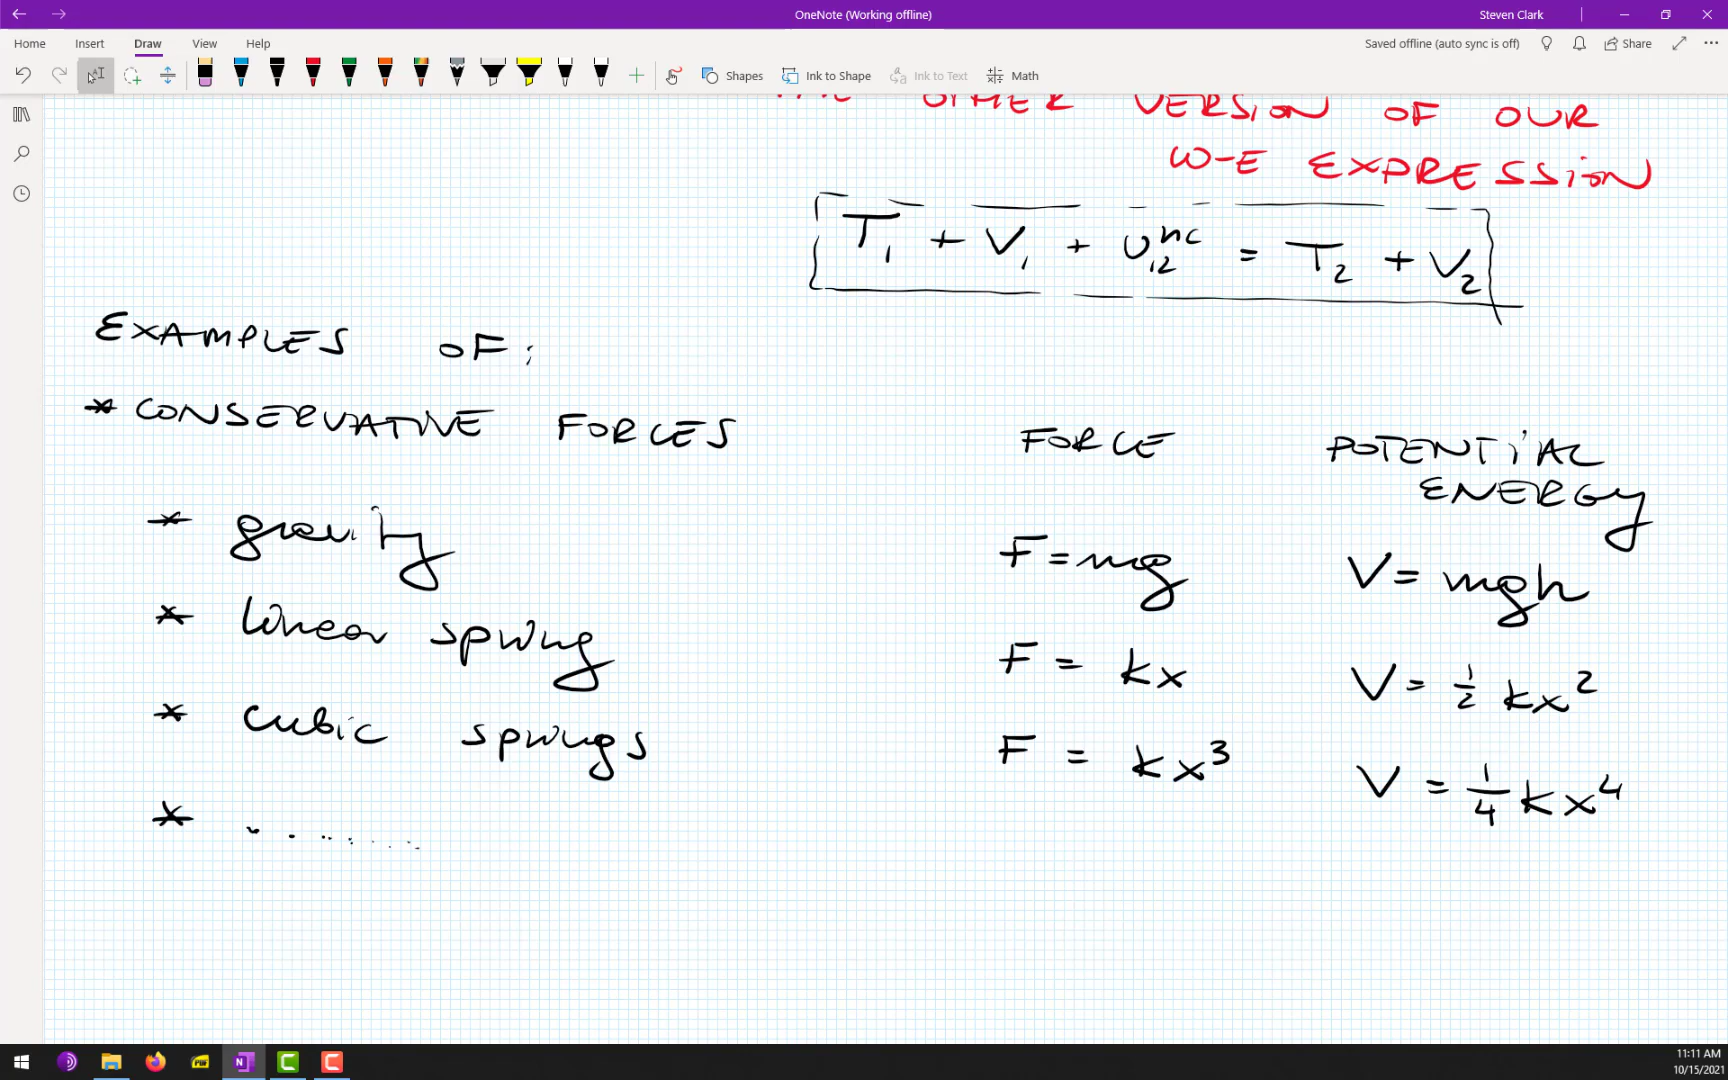 OneNote (Working offline)
Steven Clark
Home Insert Draw View Help
Saved offline (auto sync is off)
Share
Shapes
Ink to Shape
Ink to Text
Math
THE OTHER VERSION OF OUR
W-E EXPRESSION
T₁ + V₁ + U₁₂ⁿᶜ = T₂ + V₂
EXAMPLES OF:
* CONSERVATIVE FORCES
FORCE
POTENTIAL
ENERGY
* gravity F = mg V = mgh
* linear spring F = kx V = ½ kx²
* cubic springs F = kx³ V = ¼ kx⁴
* ........
11:11 AM
10/15/2021